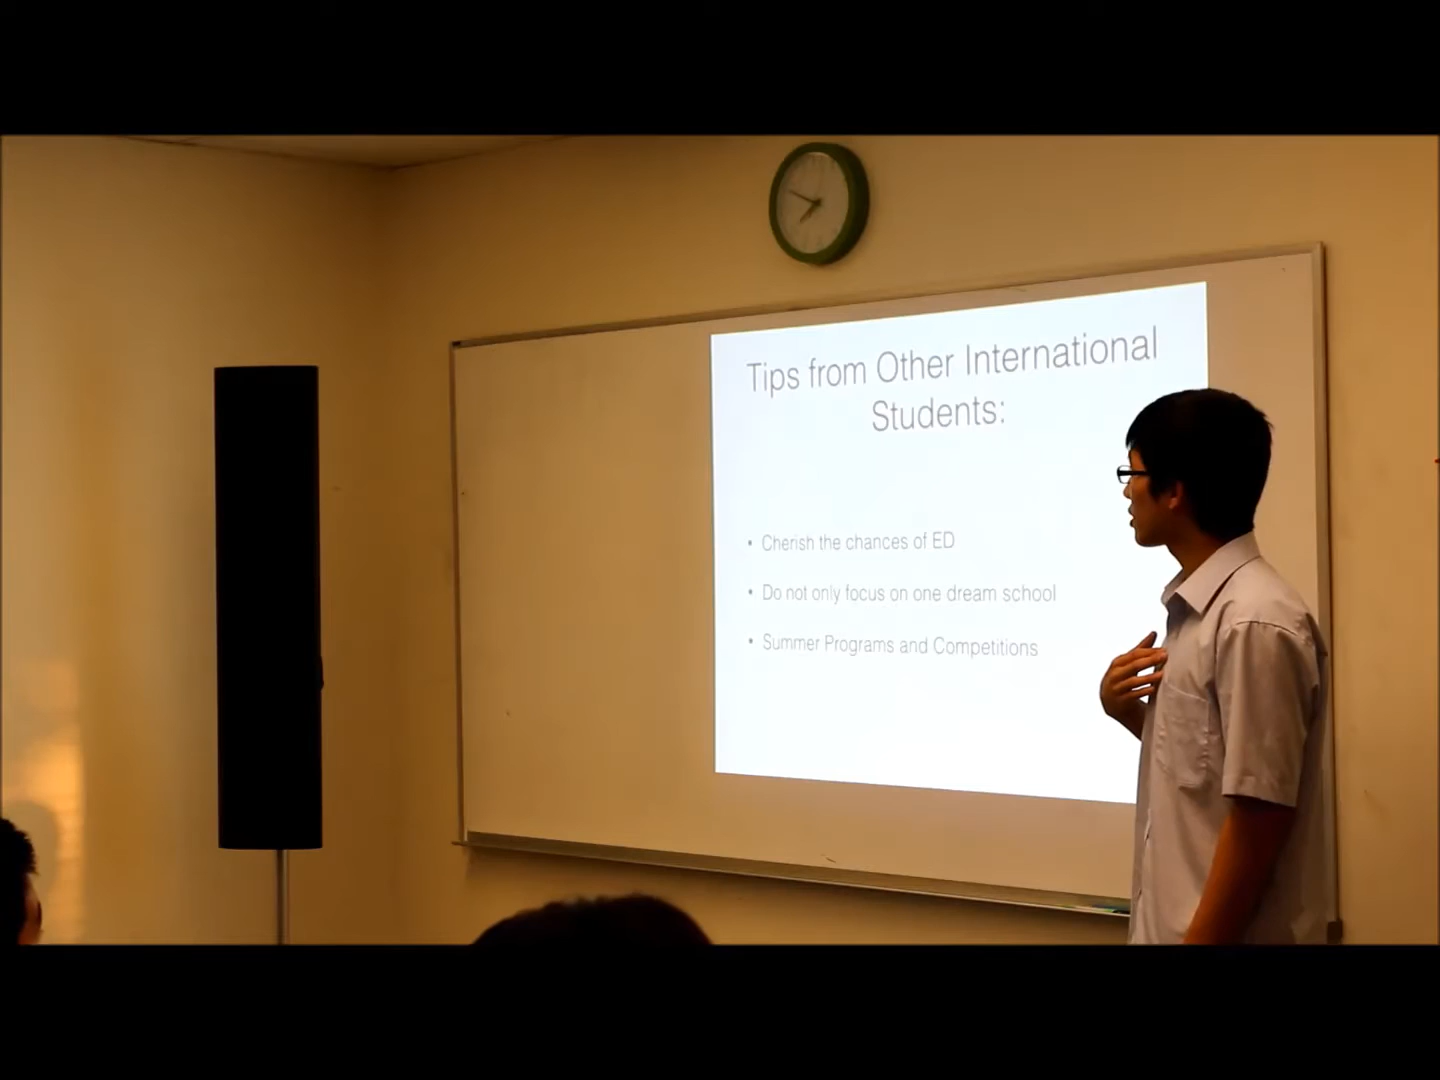 Tips from Other International
Students:
• Cherish the chances of ED
• Do not only focus on one dream school
• Summer Programs and Competitions